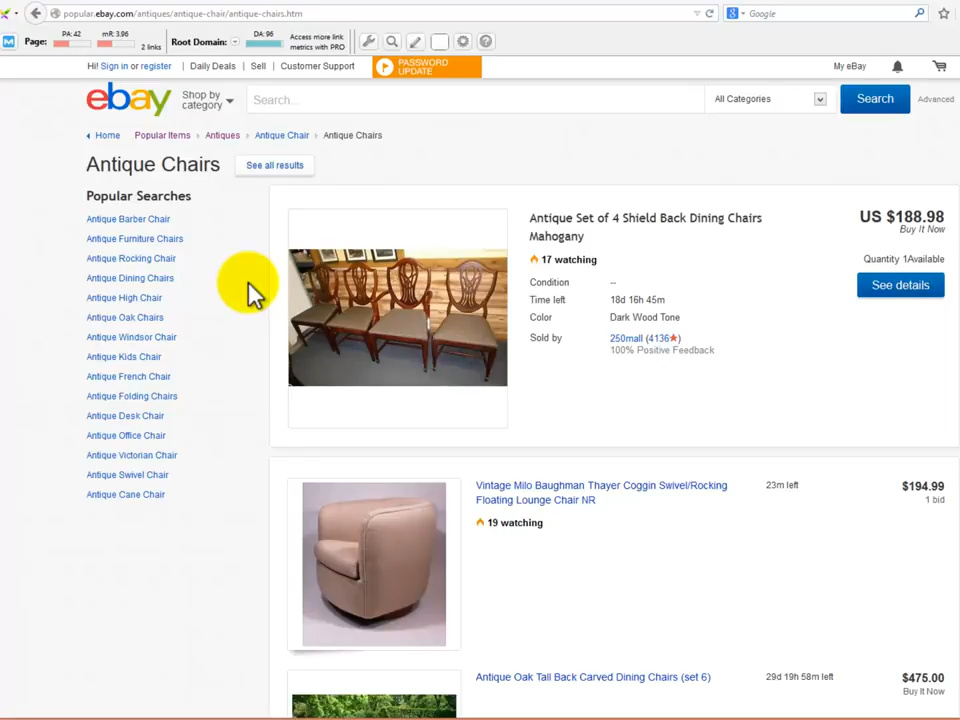 popular.ebay.com/antiques/antique-chair/antique-chairs.htm
Google
Page: PA: 42 mR: 3.96 2 links Root Domain: DA: 96 Access more link metrics with PRO
Hi! Sign in or register | Daily Deals | Sell | Customer Support PASSWORD UPDATE My eBay
ebay Shop by category Search... All Categories Search Advanced
Home Popular Items Antiques Antique Chair Antique Chairs
Antique Chairs See all results
Popular Searches
Antique Barber Chair
Antique Furniture Chairs
Antique Rocking Chair
Antique Dining Chairs
Antique High Chair
Antique Oak Chairs
Antique Windsor Chair
Antique Kids Chair
Antique French Chair
Antique Folding Chairs
Antique Desk Chair
Antique Office Chair
Antique Victorian Chair
Antique Swivel Chair
Antique Cane Chair
Antique Set of 4 Shield Back Dining Chairs
Mahogany
17 watching
Condition --
Time left 18d 16h 45m
Color Dark Wood Tone
Sold by 250mall (4136★)
100% Positive Feedback
US $188.98
Buy It Now
Quantity 1Available
See details
Vintage Milo Baughman Thayer Coggin Swivel/Rocking
Floating Lounge Chair NR
19 watching
23m left
$194.99
1 bid
Antique Oak Tall Back Carved Dining Chairs (set 6)
29d 19h 58m left
$475.00
Buy It Now